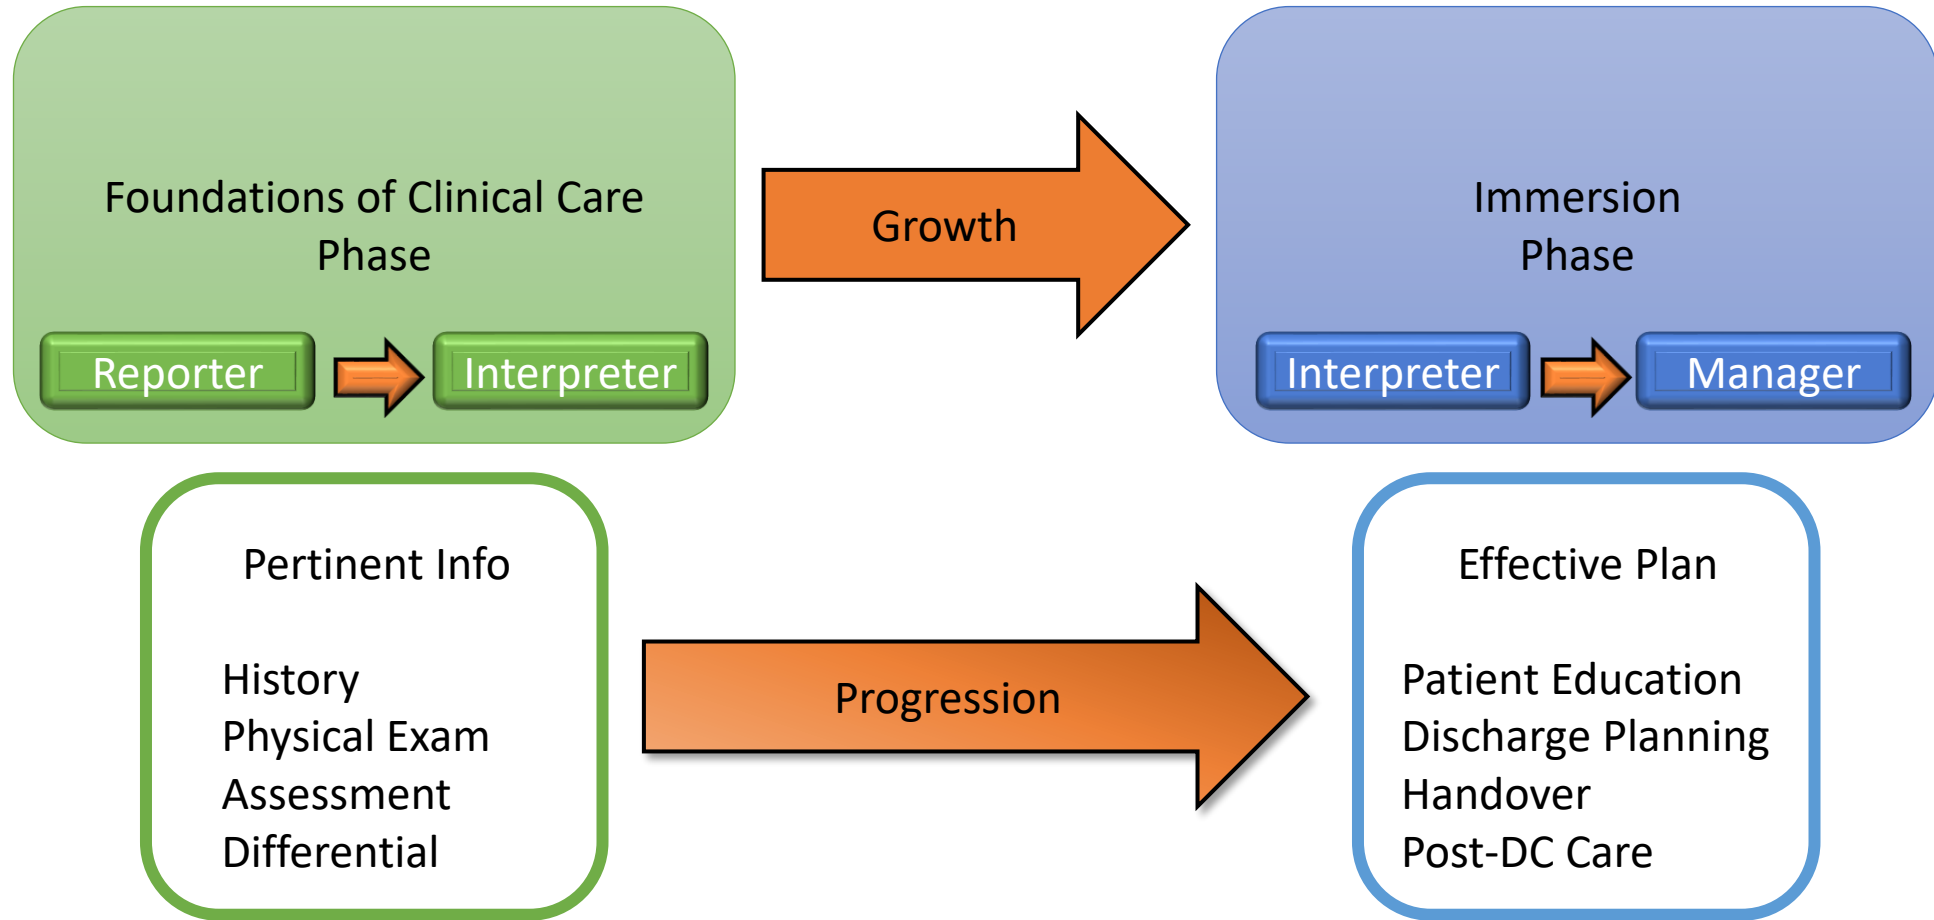 Foundations of Clinical Care
Phase
Reporter
Interpreter
Growth
Immersion
Phase
Interpreter
Manager
Pertinent Info
History
Physical Exam
Assessment
Differential
Progression
Effective Plan
Patient Education
Discharge Planning
Handover
Post-DC Care